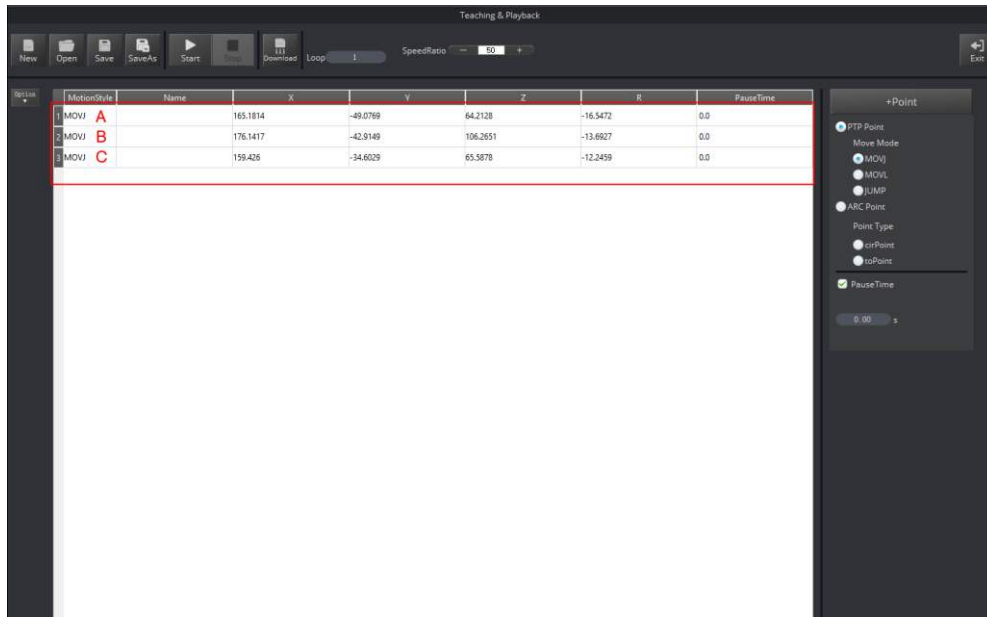 Teaching & Playback
New Open Save SaveAs Start Stop Download Loop 1 SpeedRatio − 50 + Exit
Option
MotionStyle Name X Y Z R PauseTime
1 MOVJ A 165.1814 -49.0769 64.2128 -16.5472 0.0
2 MOVJ B 176.1417 -42.9149 106.2651 -13.6927 0.0
3 MOVJ C 159.426 -34.6029 65.5878 -12.2459 0.0
+Point
PTP Point
Move Mode
MOVJ
MOVL
JUMP
ARC Point
Point Type
cirPoint
toPoint
PauseTime
0.00 s